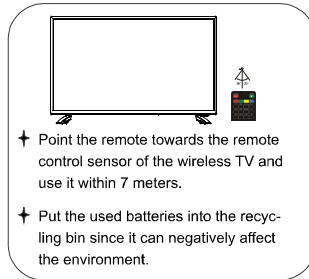 Point the remote towards the remote
control sensor of the wireless TV and
use it within 7 meters.
Put the used batteries into the recyc-
ling bin since it can negatively affect
the environment.